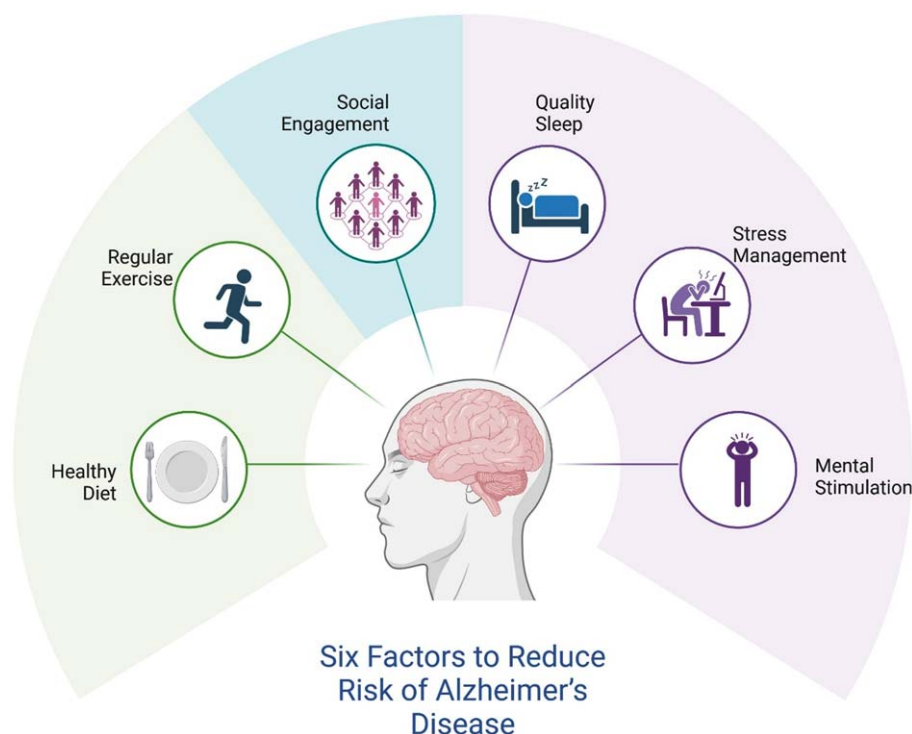 Social
Engagement
Quality
Sleep
zzz
Regular
Exercise
Stress
Management
Healthy
Diet
Mental
Stimulation
Six Factors to Reduce
Risk of Alzheimer’s
Disease